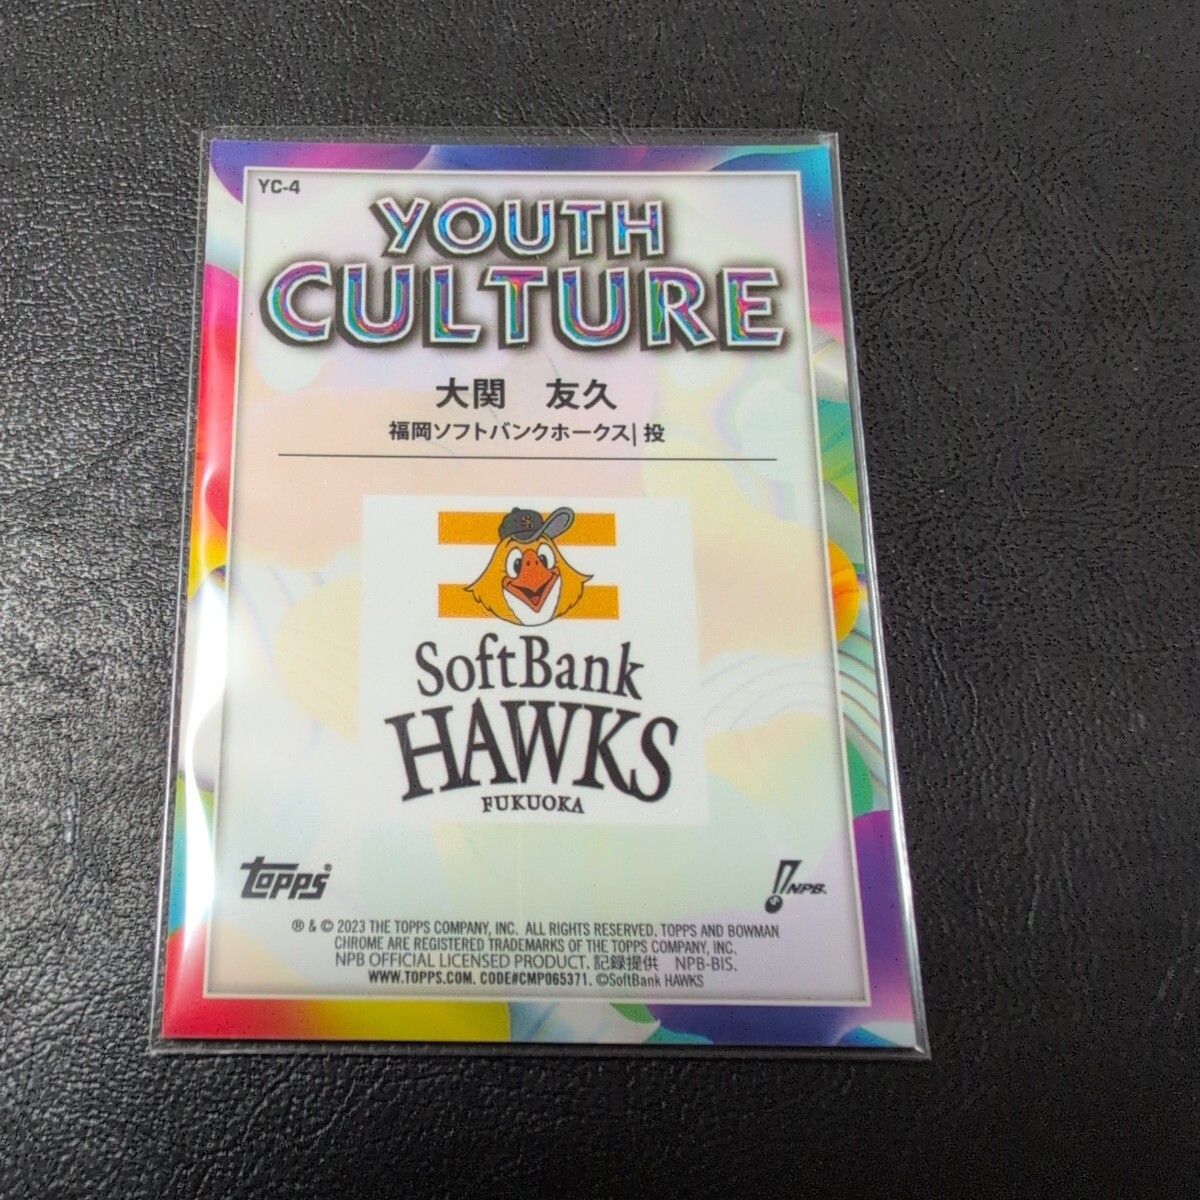 YC-4
YOUTH
CULTURE
大関　友久
福岡ソフトバンクホークス| 投
SoftBank
HAWKS
FUKUOKA
TOPPS®
NPB.
® & © 2023 THE TOPPS COMPANY, INC. ALL RIGHTS RESERVED. TOPPS AND BOWMAN
CHROME ARE REGISTERED TRADEMARKS OF THE TOPPS COMPANY, INC.
NPB OFFICIAL LICENSED PRODUCT. 記録提供　NPB-BIS.
WWW.TOPPS.COM. CODE#CMP065371. ©SoftBank HAWKS